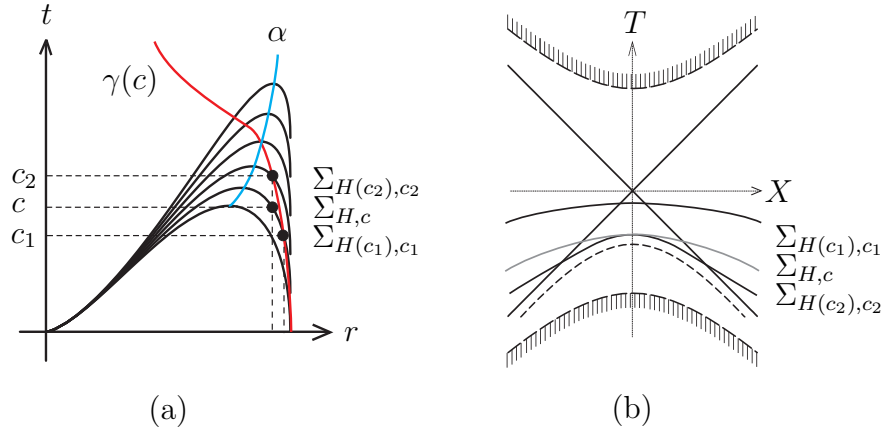 t
α
γ(c)
c₂
c
c₁
Σ_{H(c₂),c₂}
Σ_{H,c}
Σ_{H(c₁),c₁}
r
(a)
T
X
Σ_{H(c₁),c₁}
Σ_{H,c}
Σ_{H(c₂),c₂}
(b)